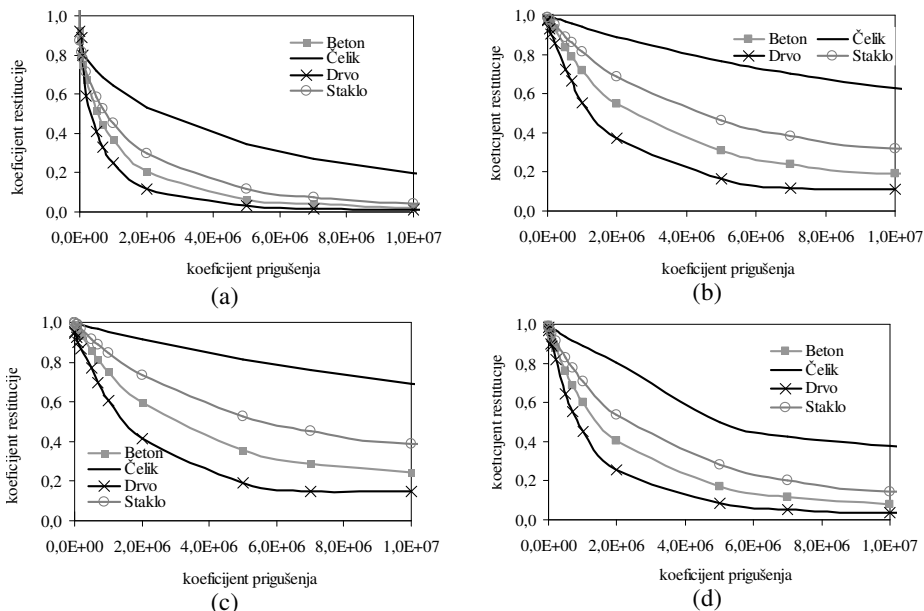 1,0
0,8
0,6
0,4
0,2
0,0
koeficijent restitucije
Beton
Čelik
Drvo
Staklo
0,0E+00 2,0E+06 4,0E+06 6,0E+06 8,0E+06 1,0E+07
koeficijent prigušenja
(a)
1,0
0,8
0,6
0,4
0,2
0,0
koeficijent restitucije
Beton Čelik
Drvo Staklo
0,0E+00 2,0E+06 4,0E+06 6,0E+06 8,0E+06 1,0E+07
koeficijent prigušenja
(b)
1,0
0,8
0,6
0,4
0,2
0,0
koeficijent restitucije
Beton
Čelik
Drvo
Staklo
0,0E+00 2,0E+06 4,0E+06 6,0E+06 8,0E+06 1,0E+07
koeficijent prigušenja
(c)
1,0
0,8
0,6
0,4
0,2
0,0
koeficijent restitucije
Beton
Čelik
Drvo
Staklo
0,0E+00 2,0E+06 4,0E+06 6,0E+06 8,0E+06 1,0E+07
koeficijent prigušenja
(d)